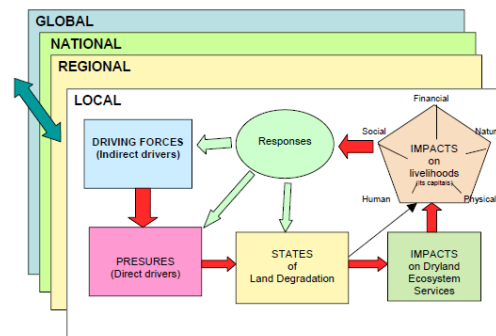 GLOBAL
NATIONAL
REGIONAL
LOCAL
DRIVING FORCES
(Indirect drivers)
Responses
Financial
Social
Natur
IMPACTS
on
livelihoods
(its capitals)
Human
Physical
PRESURES
(Direct drivers)
STATES
of
Land Degradation
IMPACTS
on Dryland
Ecosystem
Services